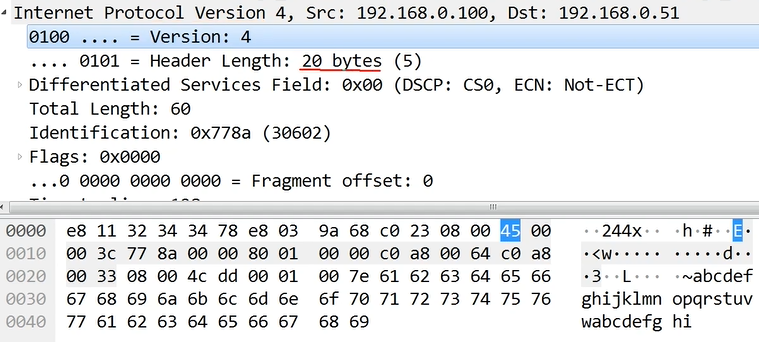 Internet Protocol Version 4, Src: 192.168.0.100, Dst: 192.168.0.51
0100 .... = Version: 4
.... 0101 = Header Length: 20 bytes (5)
Differentiated Services Field: 0x00 (DSCP: CS0, ECN: Not-ECT)
Total Length: 60
Identification: 0x778a (30602)
Flags: 0x0000
...0 0000 0000 0000 = Fragment offset: 0
0000 e8 11 32 34 34 78 e8 03 9a 68 c0 23 08 00 45 00 ··244x·· ·h·#··E·
0010 00 3c 77 8a 00 00 80 01 00 00 c0 a8 00 64 c0 a8 ·<w····· ·····d··
0020 00 33 08 00 4c dd 00 01 00 7e 61 62 63 64 65 66 ·3··L··· ·~abcdef
0030 67 68 69 6a 6b 6c 6d 6e 6f 70 71 72 73 74 75 76 ghijklmn opqrstuv
0040 77 61 62 63 64 65 66 67 68 69 wabcdefg hi